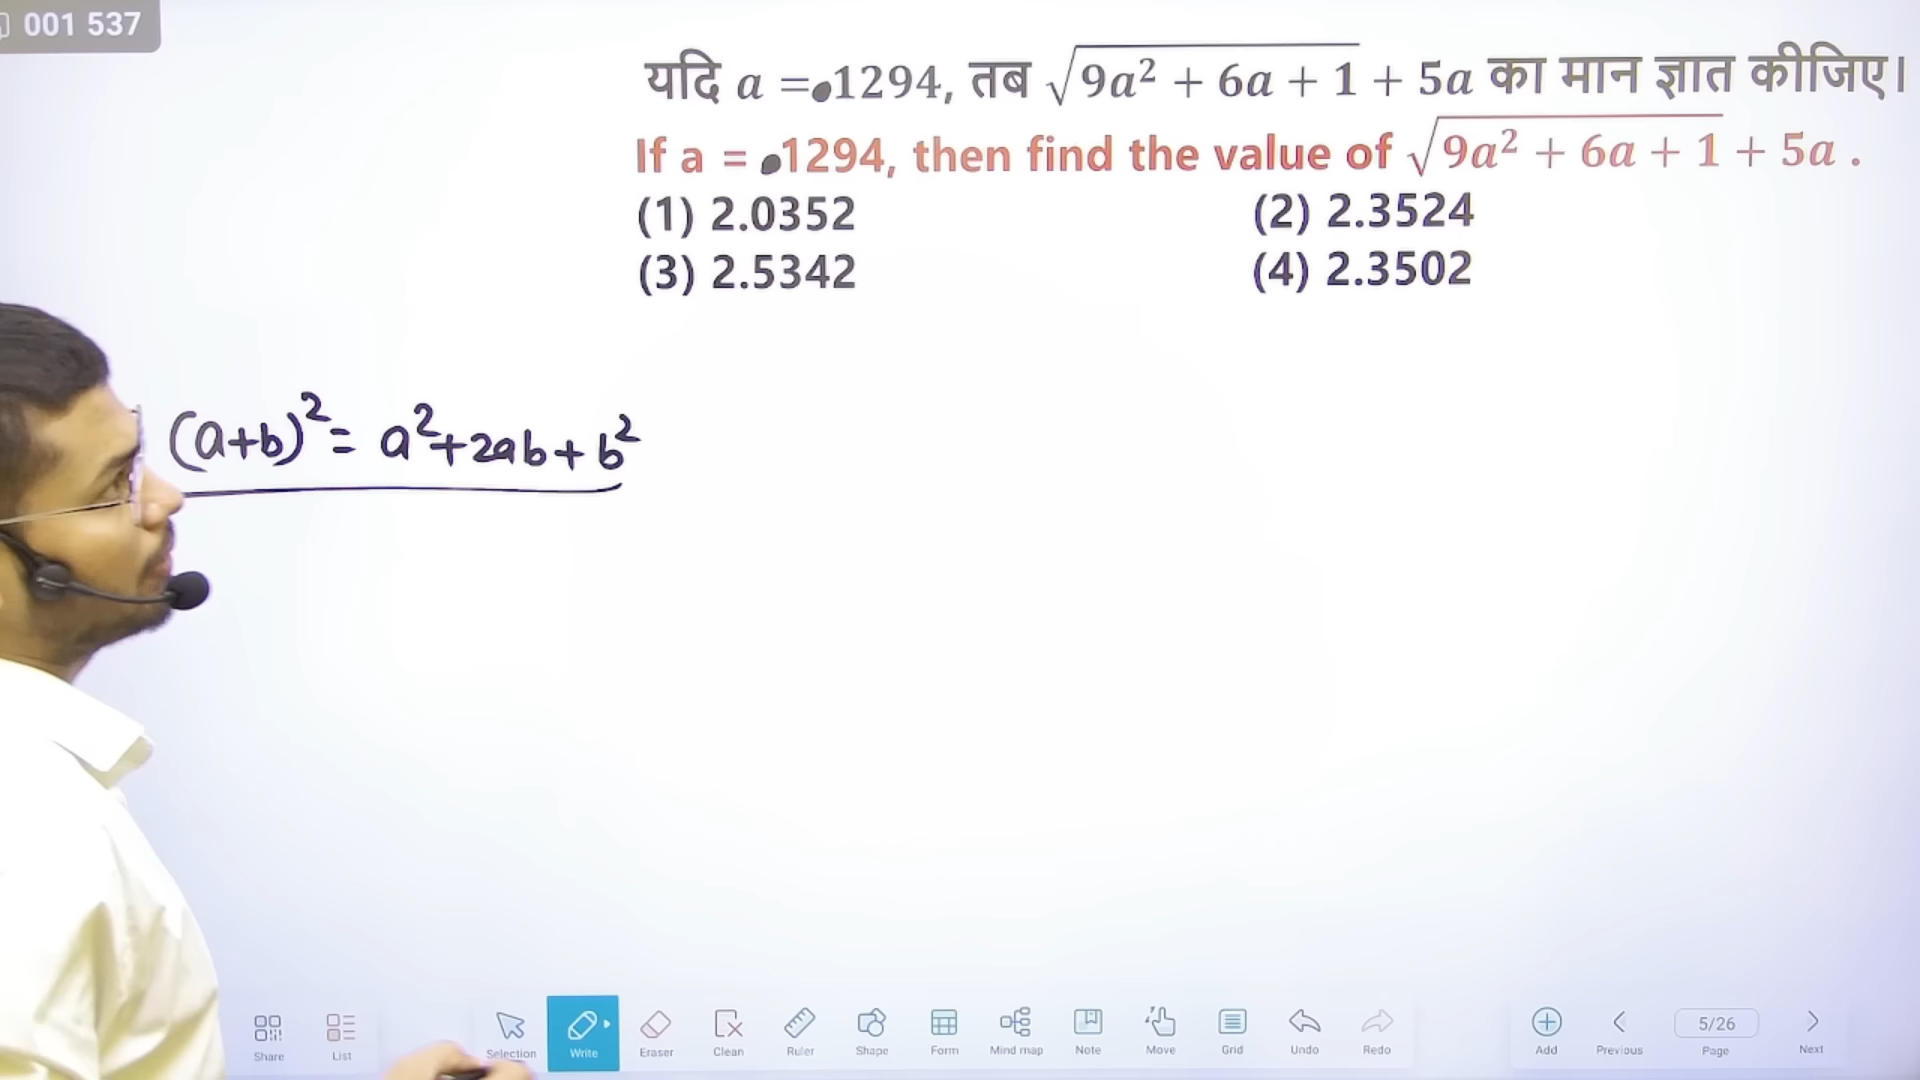 001 537
यदि a = .1294, तब √9a² + 6a + 1 + 5a का मान ज्ञात कीजिए।
If a = .1294, then find the value of √9a² + 6a + 1 + 5a .
(1) 2.0352 (2) 2.3524
(3) 2.5342 (4) 2.3502
(a+b)² = a²+2ab+b²
Share List Selection Write Eraser Clean Ruler Shape Form Mind map Note Move Grid Undo Redo Add Previous 5/26 Page Next